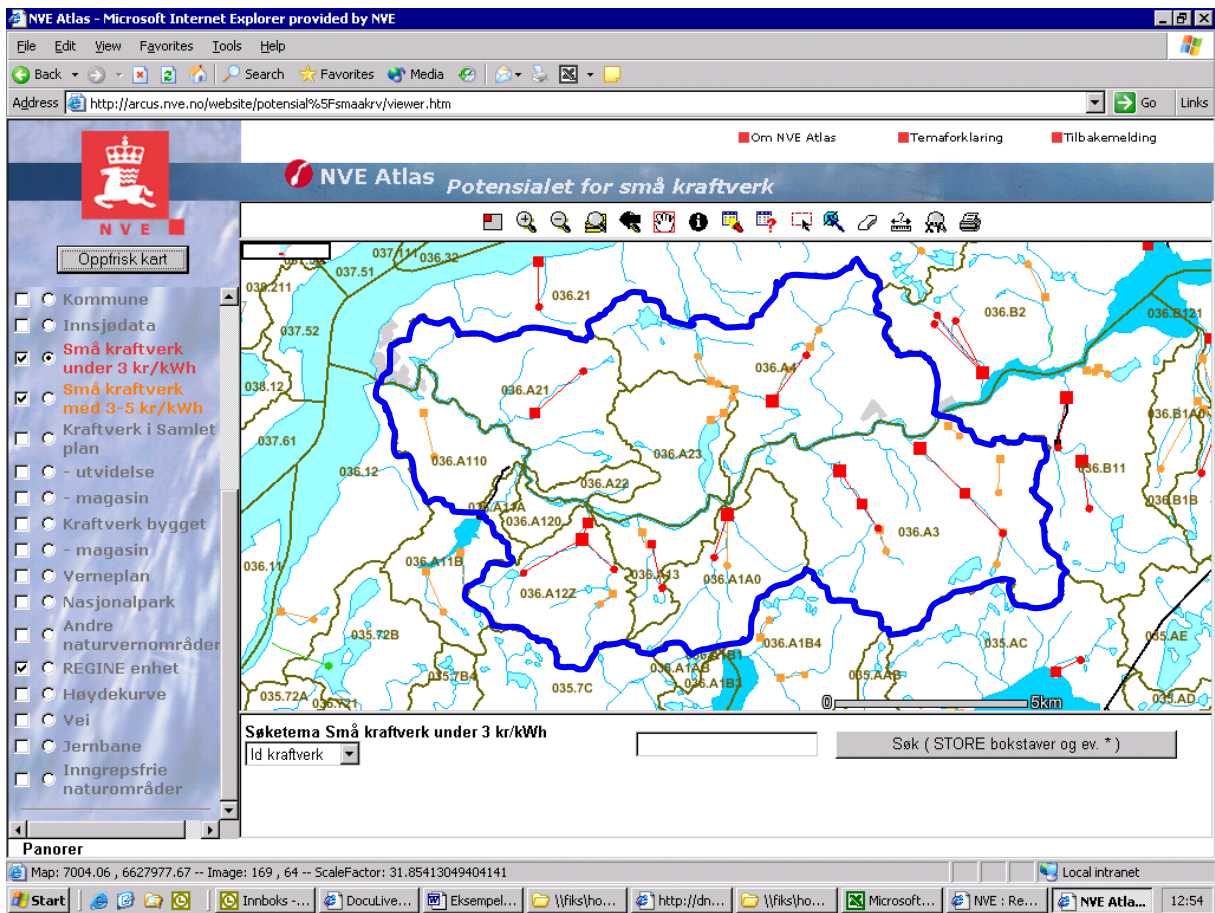 NVE Atlas - Microsoft Internet Explorer provided by NVE
File Edit View Favorites Tools Help
Back Search Favorites Media
Address http://arcus.nve.no/website/potensial%5Fsmaakrv/viewer.htm Go Links
Om NVE Atlas Temaforklaring Tilbakemelding
NVE Atlas Potensialet for små kraftverk
NVE
Oppfrisk kart
Kommune
Innsjødata
Små kraftverk
under 3 kr/kWh
Små kraftverk
med 3-5 kr/kWh
Kraftverk i Samlet
plan
- utvidelse
- magasin
Kraftverk bygget
- magasin
Verneplan
Nasjonalpark
Andre
naturvernområder
REGINE enhet
Høydekurve
Vei
Jernbane
Inngrepsfrie
naturområder
037.111 036.32
037.51
038.211
036.21
036.B2
036.B121
037.52
036.A4
038.12
036.A21
036.B1A0
037.61
036.12
036.A110
036.A23
036.B11
036.A22
036.B1B
036.A11A
036.A120
036.A3
036.11
036.A11B
036.A13
036.A1A0
036.A12Z
035.72B
036.A1B4
035.AC
035.AE
035.7B4
036.A1AB
036.A1B3
035.AAB
035.72A
035.7C
035.AD
0 5km
Søketema Små kraftverk under 3 kr/kWh
Id kraftverk
Søk ( STORE bokstaver og ev. * )
Panorer
Map: 7004.06 , 6627977.67 -- Image: 169 , 64 -- ScaleFactor: 31.85413049404141
Local intranet
Start Innboks -... DocuLive... Eksempel... \\fiks\ho... http://dn... \\fiks\ho... Microsoft... NVE : Re... NVE Atla... 12:54